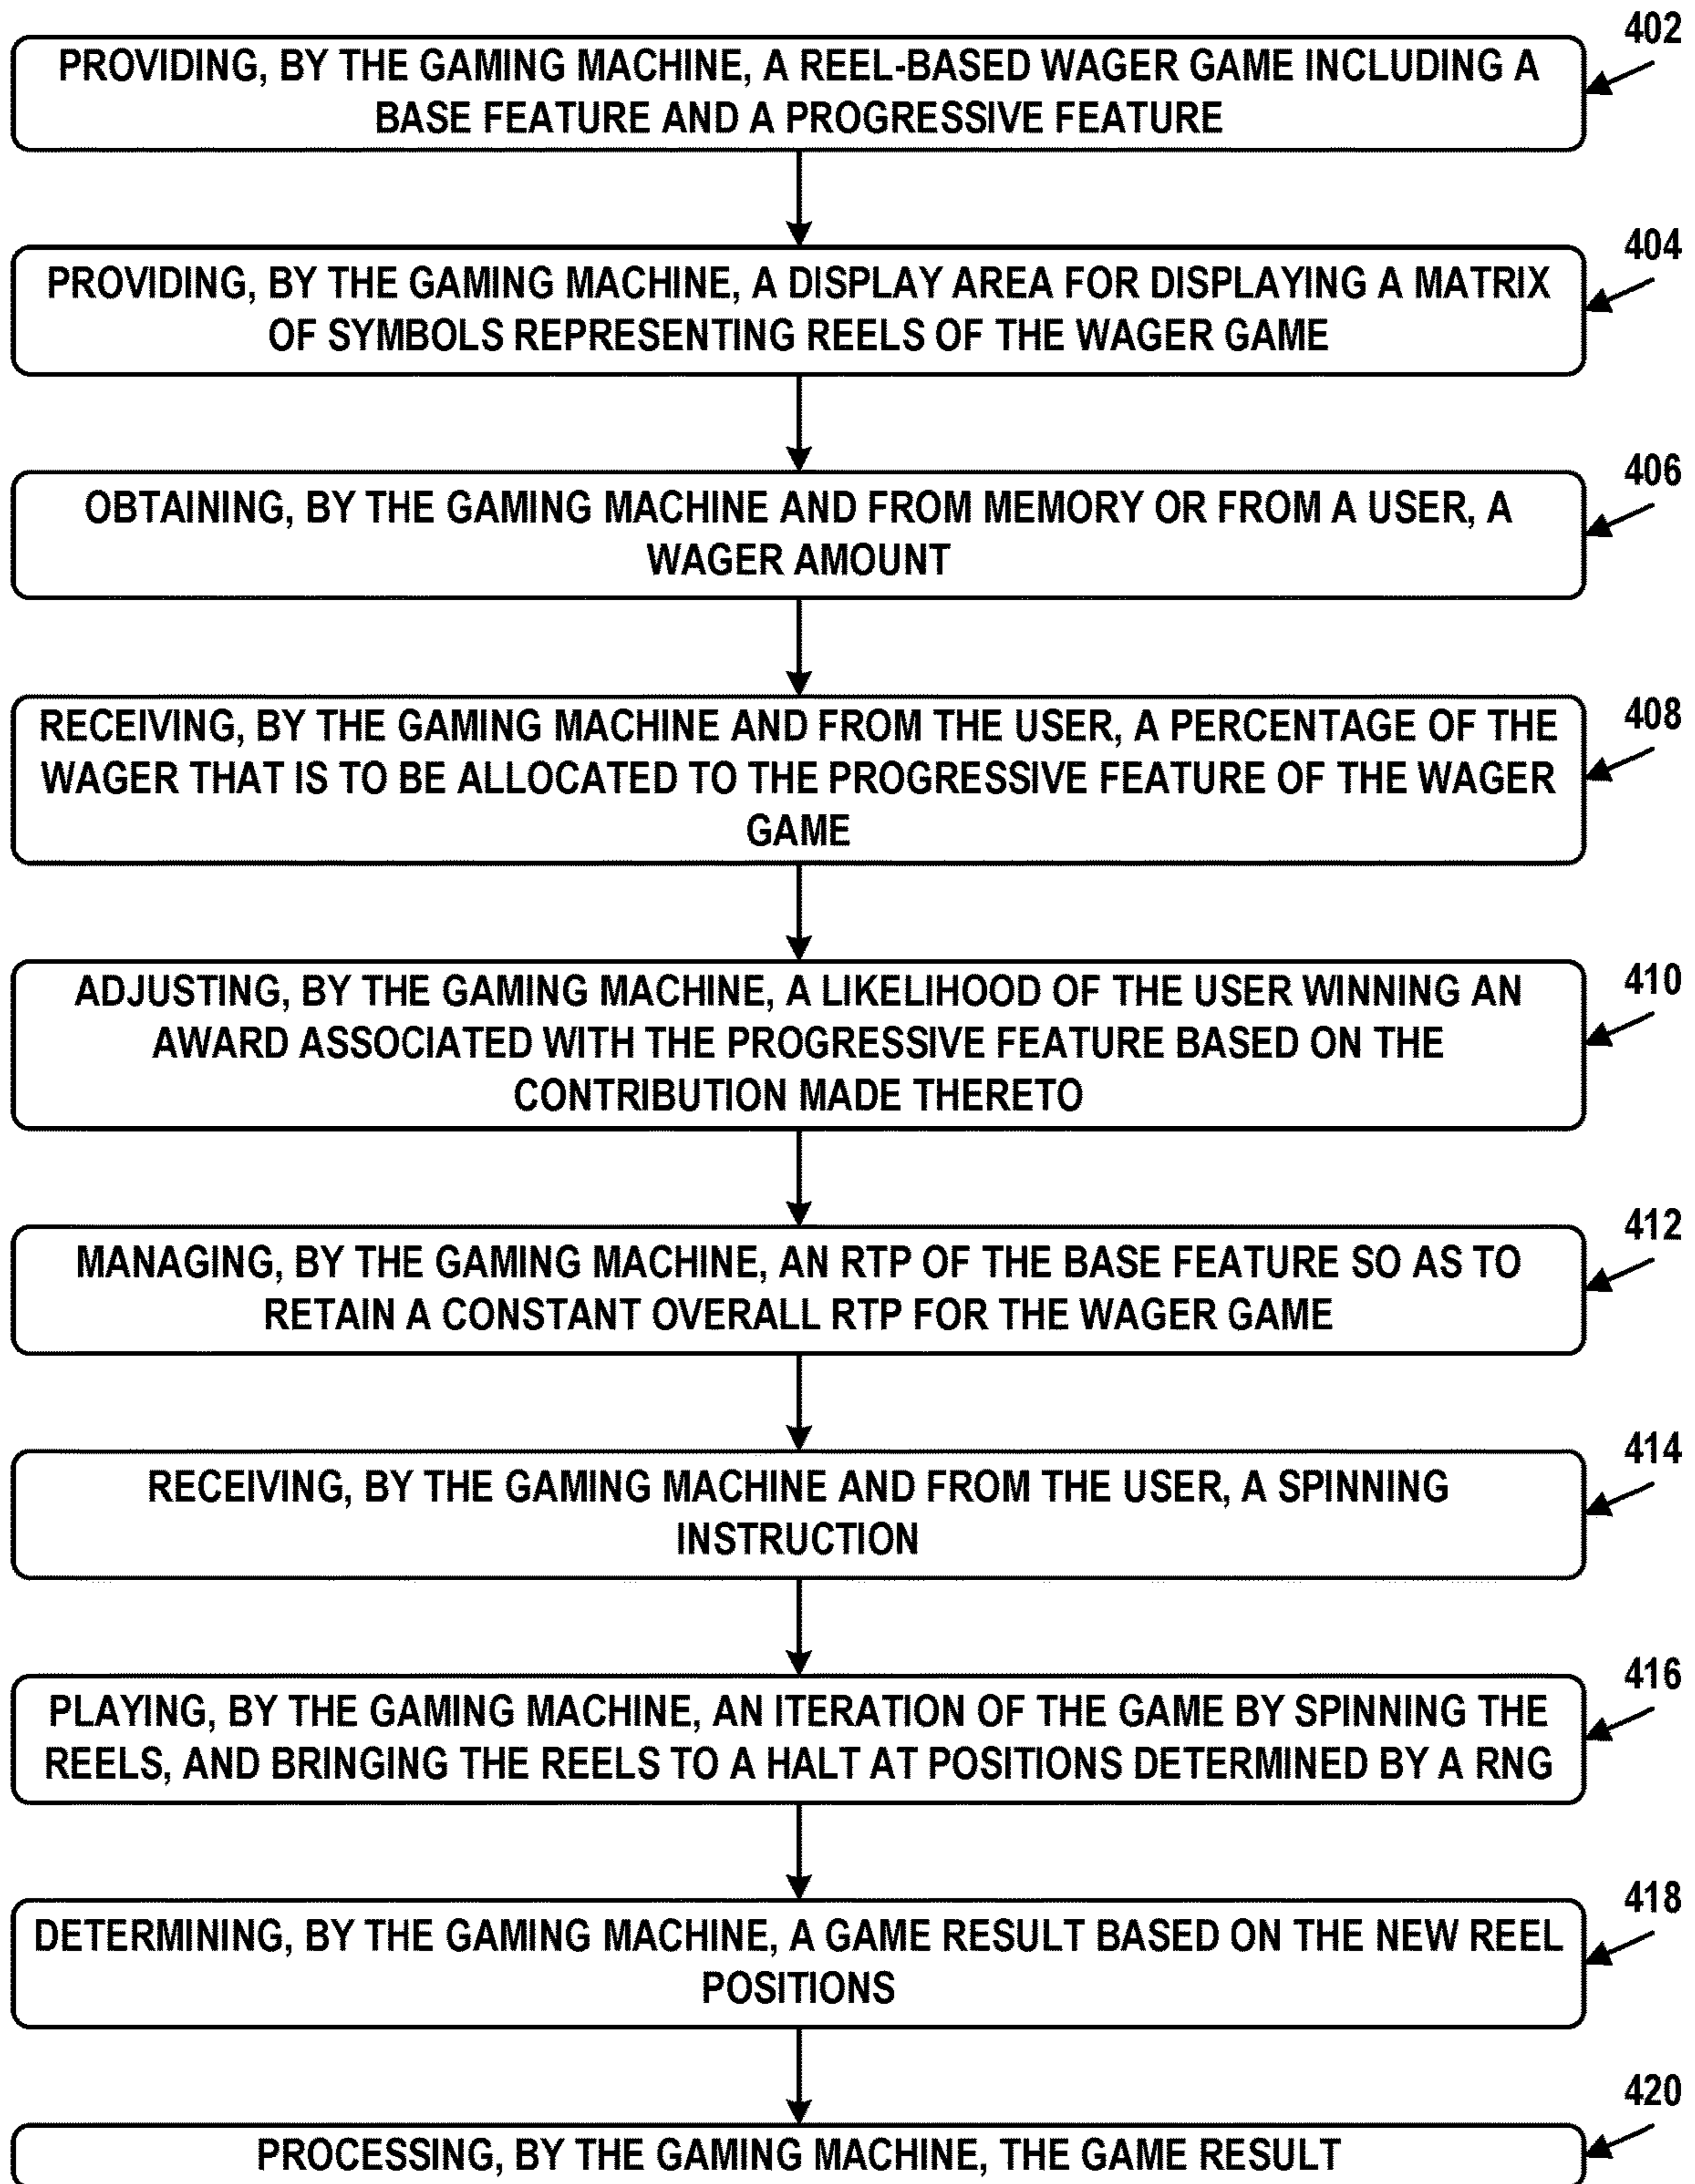 402
PROVIDING, BY THE GAMING MACHINE, A REEL-BASED WAGER GAME INCLUDING A
BASE FEATURE AND A PROGRESSIVE FEATURE
404
PROVIDING, BY THE GAMING MACHINE, A DISPLAY AREA FOR DISPLAYING A MATRIX
OF SYMBOLS REPRESENTING REELS OF THE WAGER GAME
406
OBTAINING, BY THE GAMING MACHINE AND FROM MEMORY OR FROM A USER, A
WAGER AMOUNT
408
RECEIVING, BY THE GAMING MACHINE AND FROM THE USER, A PERCENTAGE OF THE
WAGER THAT IS TO BE ALLOCATED TO THE PROGRESSIVE FEATURE OF THE WAGER
GAME
410
ADJUSTING, BY THE GAMING MACHINE, A LIKELIHOOD OF THE USER WINNING AN
AWARD ASSOCIATED WITH THE PROGRESSIVE FEATURE BASED ON THE
CONTRIBUTION MADE THERETO
412
MANAGING, BY THE GAMING MACHINE, AN RTP OF THE BASE FEATURE SO AS TO
RETAIN A CONSTANT OVERALL RTP FOR THE WAGER GAME
414
RECEIVING, BY THE GAMING MACHINE AND FROM THE USER, A SPINNING
INSTRUCTION
416
PLAYING, BY THE GAMING MACHINE, AN ITERATION OF THE GAME BY SPINNING THE
REELS, AND BRINGING THE REELS TO A HALT AT POSITIONS DETERMINED BY A RNG
418
DETERMINING, BY THE GAMING MACHINE, A GAME RESULT BASED ON THE NEW REEL
POSITIONS
420
PROCESSING, BY THE GAMING MACHINE, THE GAME RESULT